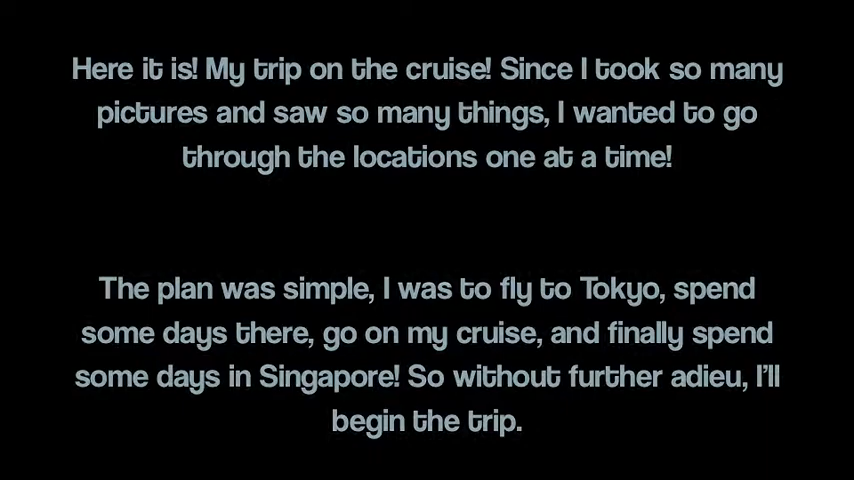 Here it is! My trip on the cruise! Since I took so many
pictures and saw so many things, I wanted to go
through the locations one at a time!
The plan was simple, I was to fly to Tokyo, spend
some days there, go on my cruise, and finally spend
some days in Singapore! So without further adieu, I'll
begin the trip.